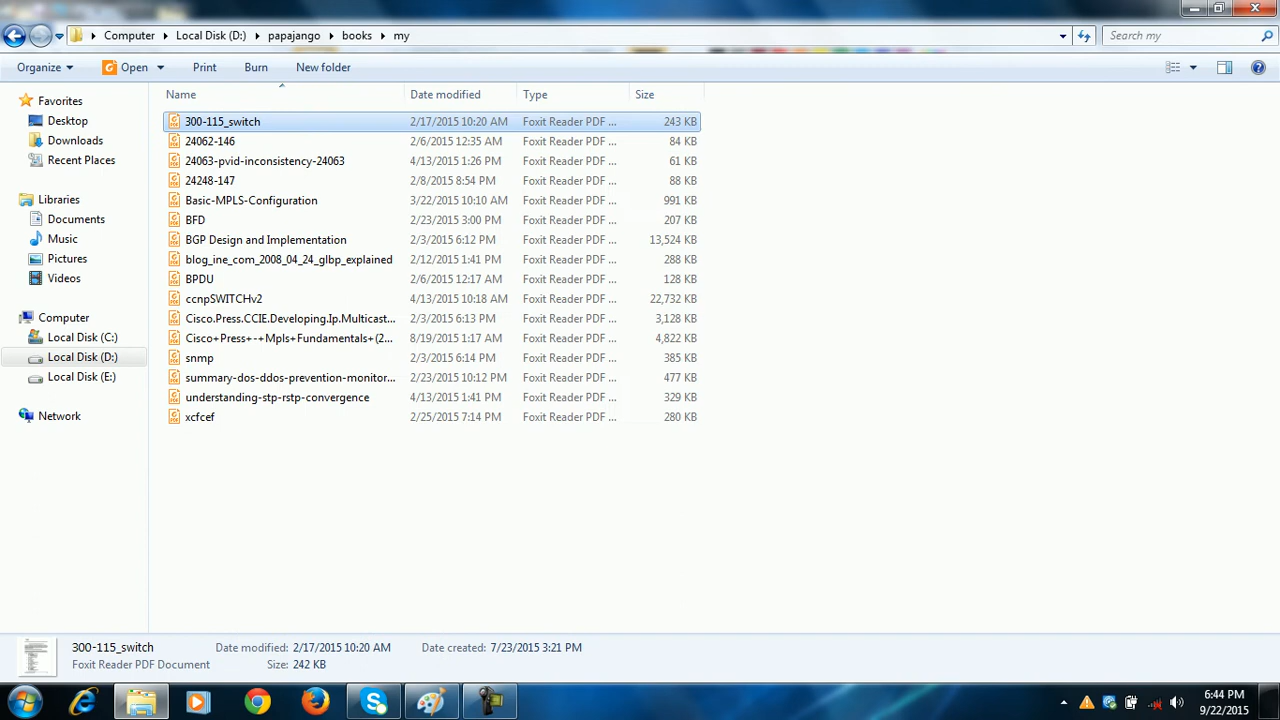 Computer Local Disk (D:) papajango books my Search my
Organize Open Print Burn New folder
Name Date modified Type Size
Favorites
Desktop
Downloads
Recent Places
Libraries
Documents
Music
Pictures
Videos
Computer
Local Disk (C:)
Local Disk (D:)
Local Disk (E:)
Network
300-115_switch 2/17/2015 10:20 AM Foxit Reader PDF ... 243 KB
24062-146 2/6/2015 12:35 AM Foxit Reader PDF ... 84 KB
24063-pvid-inconsistency-24063 4/13/2015 1:26 PM Foxit Reader PDF ... 61 KB
24248-147 2/8/2015 8:54 PM Foxit Reader PDF ... 88 KB
Basic-MPLS-Configuration 3/22/2015 10:10 AM Foxit Reader PDF ... 991 KB
BFD 2/23/2015 3:00 PM Foxit Reader PDF ... 207 KB
BGP Design and Implementation 2/3/2015 6:12 PM Foxit Reader PDF ... 13,524 KB
blog_ine_com_2008_04_24_glbp_explained 2/12/2015 1:41 PM Foxit Reader PDF ... 288 KB
BPDU 2/6/2015 12:17 AM Foxit Reader PDF ... 128 KB
ccnpSWITCHv2 4/13/2015 10:18 AM Foxit Reader PDF ... 22,732 KB
Cisco.Press.CCIE.Developing.Ip.Multicast... 2/3/2015 6:13 PM Foxit Reader PDF ... 3,128 KB
Cisco+Press+-+Mpls+Fundamentals+(2... 8/19/2015 1:17 AM Foxit Reader PDF ... 4,822 KB
snmp 2/3/2015 6:14 PM Foxit Reader PDF ... 385 KB
summary-dos-ddos-prevention-monitor... 2/23/2015 10:12 PM Foxit Reader PDF ... 477 KB
understanding-stp-rstp-convergence 4/13/2015 1:41 PM Foxit Reader PDF ... 329 KB
xcfcef 2/25/2015 7:14 PM Foxit Reader PDF ... 280 KB
300-115_switch Date modified: 2/17/2015 10:20 AM Date created: 7/23/2015 3:21 PM
Foxit Reader PDF Document Size: 242 KB
6:44 PM
9/22/2015